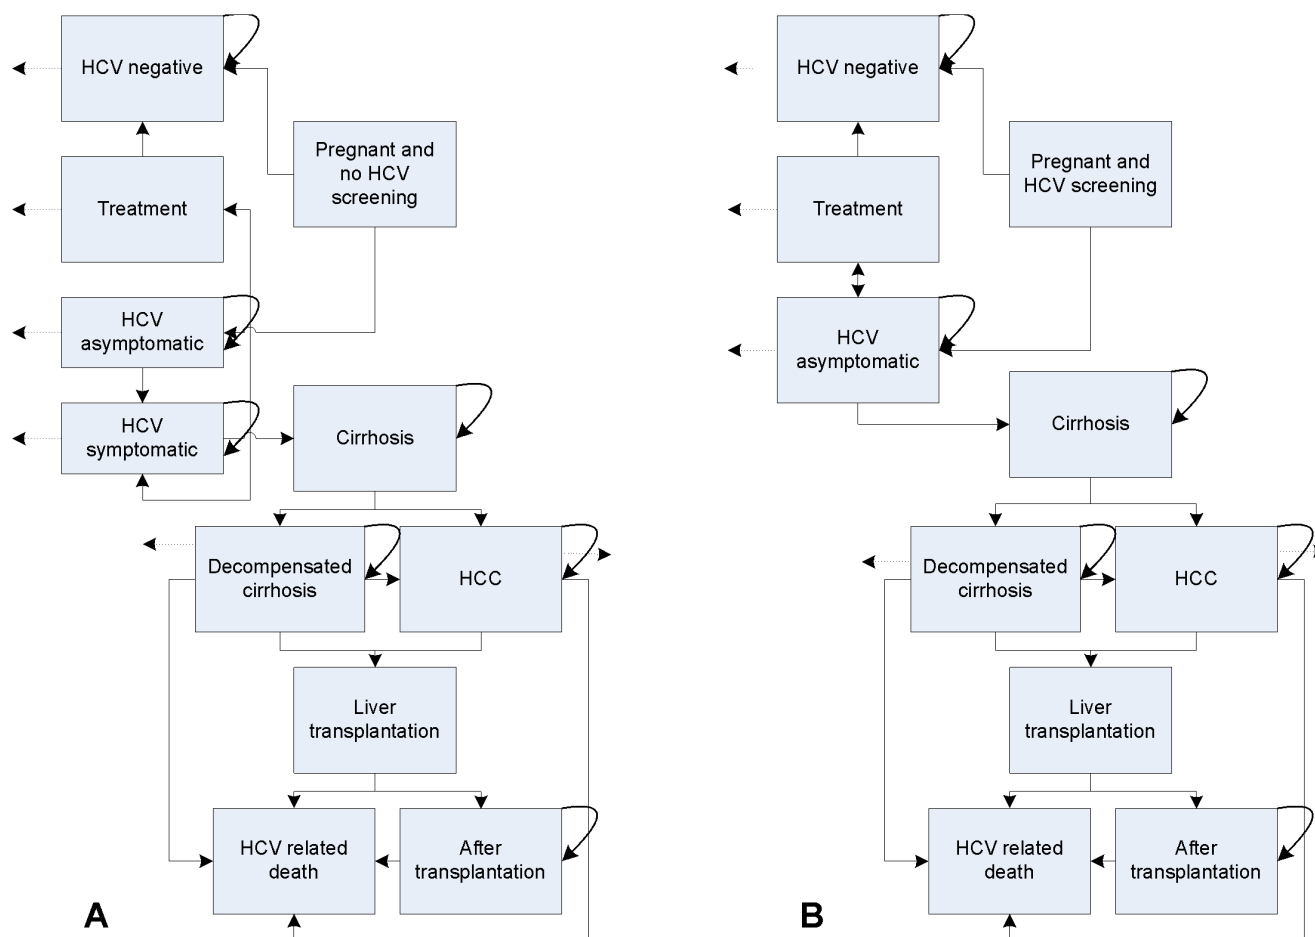 HCV negative
Pregnant and
no HCV
screening
Treatment
HCV
asymptomatic
HCV
symptomatic
Cirrhosis
Decompensated
cirrhosis
HCC
Liver
transplantation
HCV related
death
After
transplantation
A
HCV negative
Pregnant and
HCV screening
Treatment
HCV
asymptomatic
Cirrhosis
Decompensated
cirrhosis
HCC
Liver
transplantation
HCV related
death
After
transplantation
B